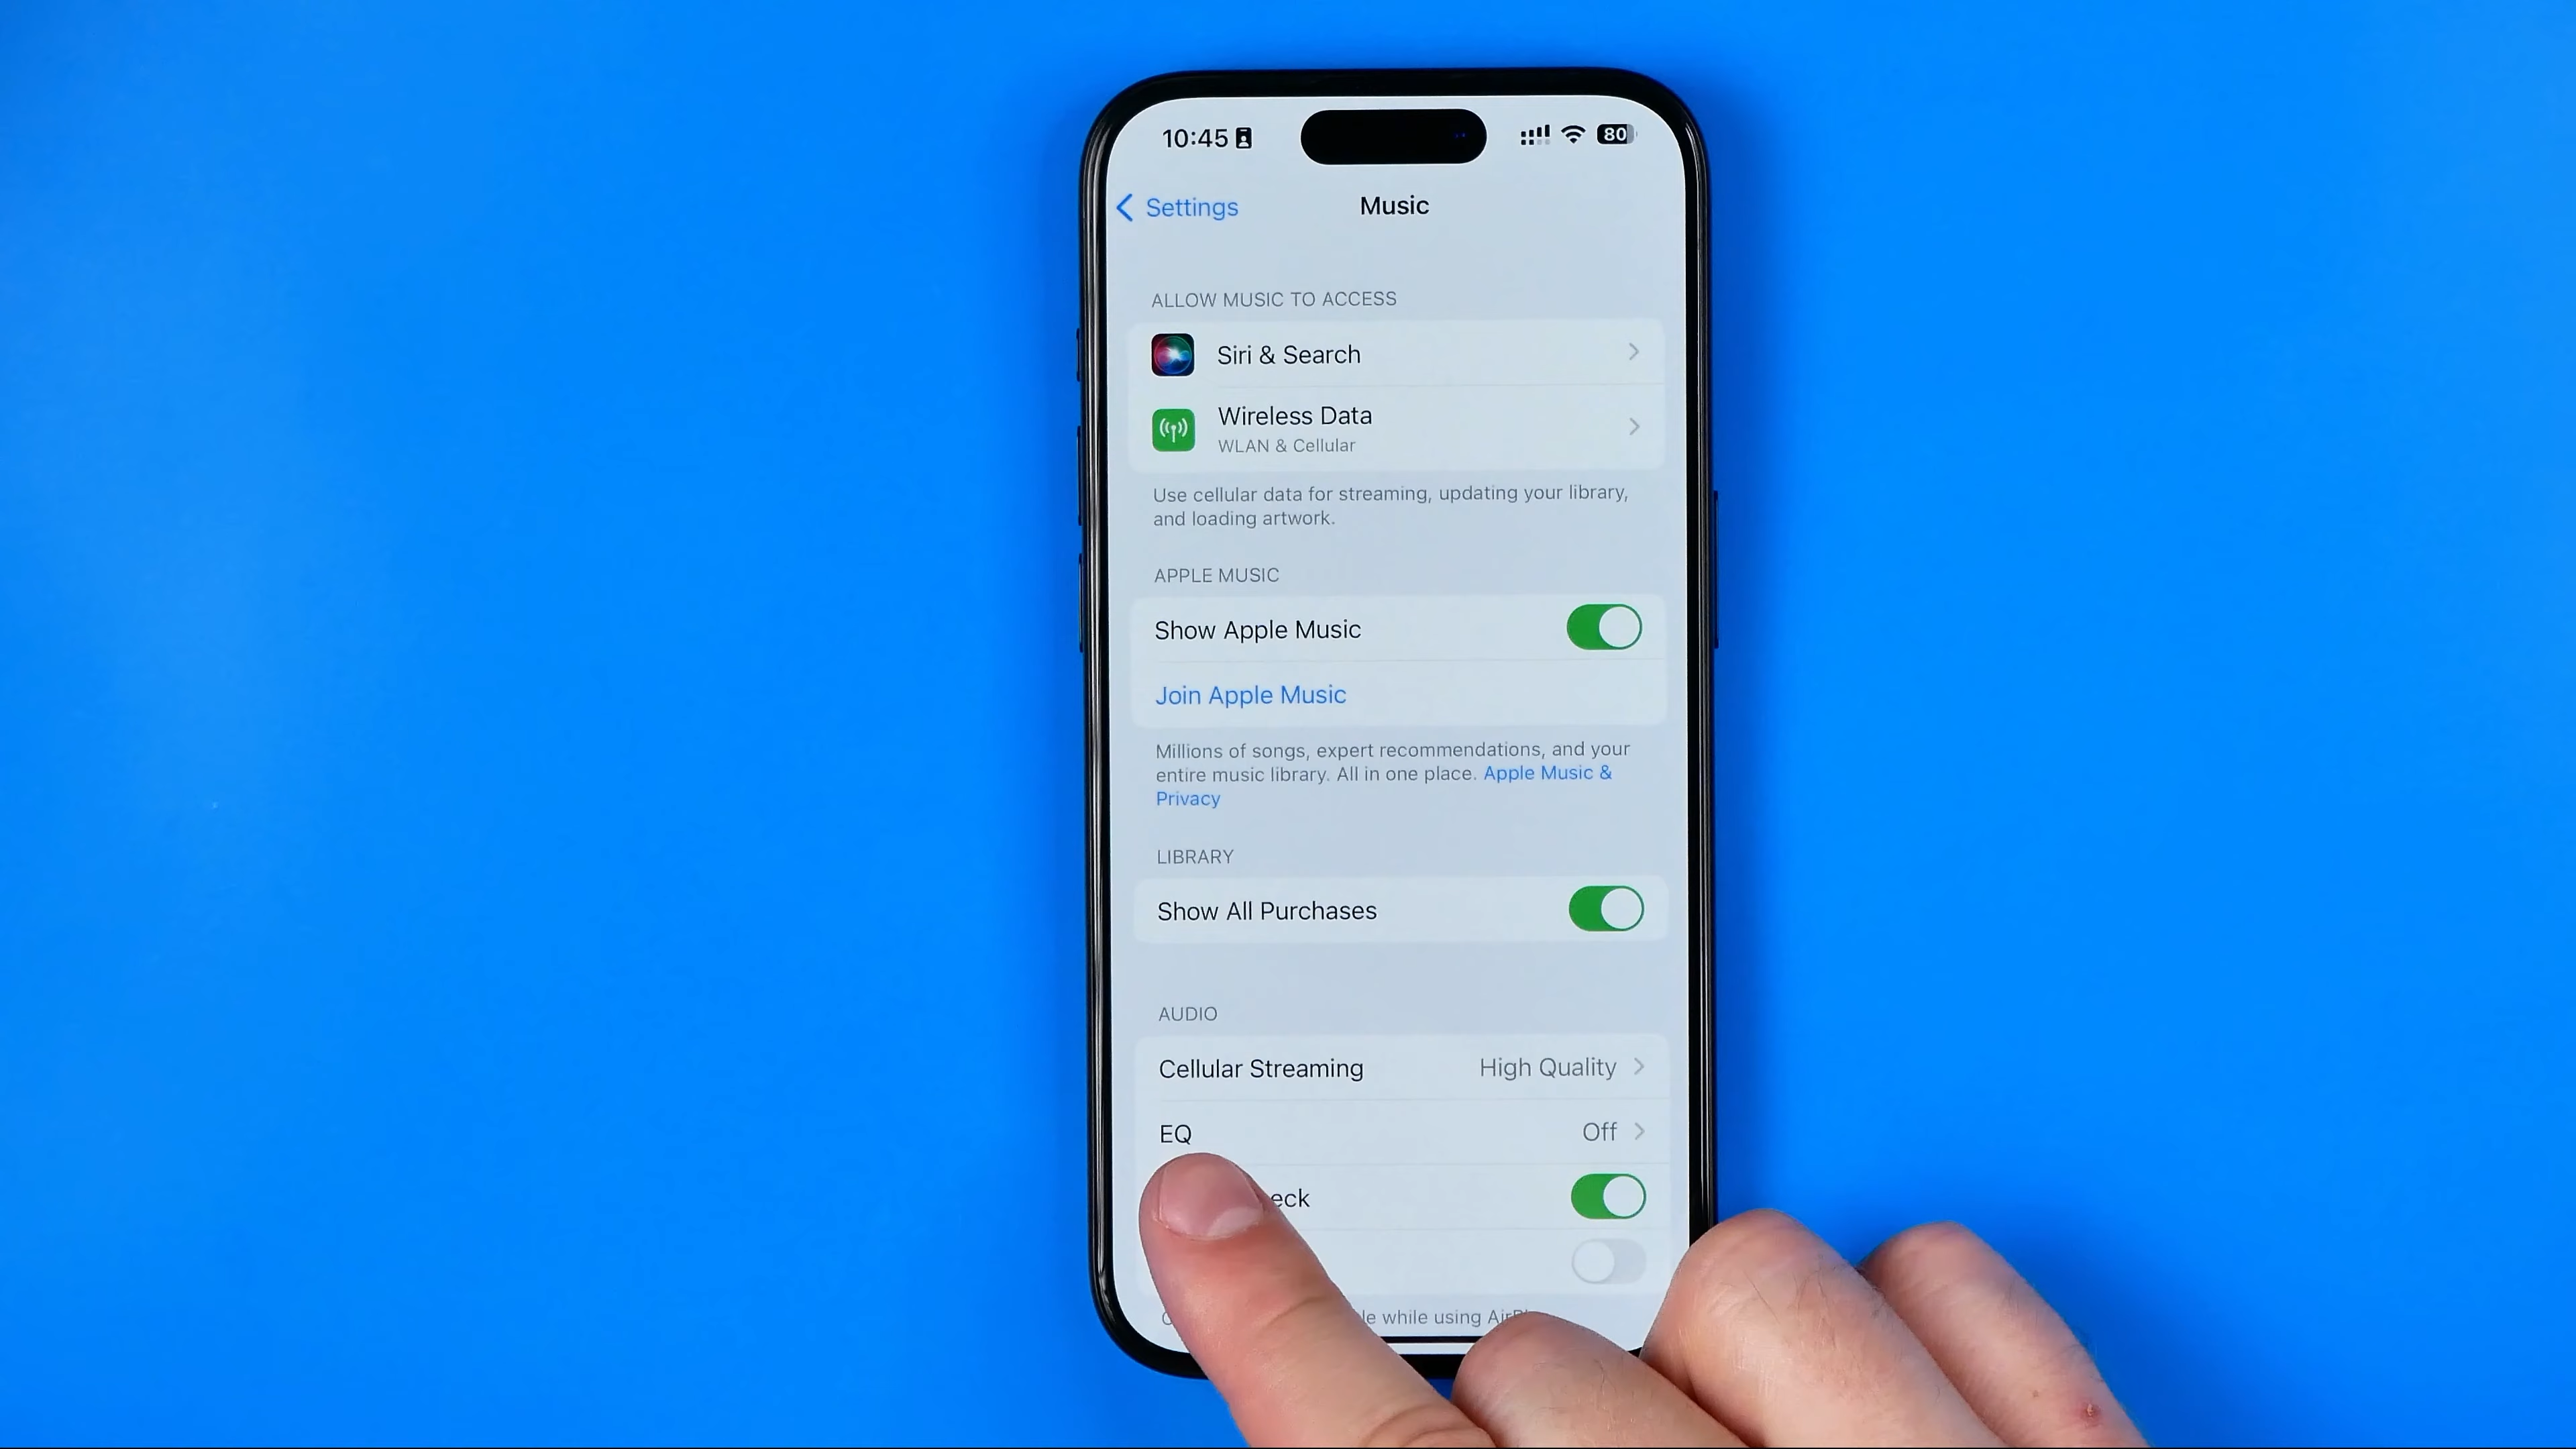 10:45
80
Settings
Music
ALLOW MUSIC TO ACCESS
Siri & Search
Wireless Data
WLAN & Cellular
Use cellular data for streaming, updating your library,
and loading artwork.
APPLE MUSIC
Show Apple Music
Join Apple Music
Millions of songs, expert recommendations, and your
entire music library. All in one place. Apple Music &
Privacy
LIBRARY
Show All Purchases
AUDIO
Cellular Streaming High Quality
EQ Off
eck
while using